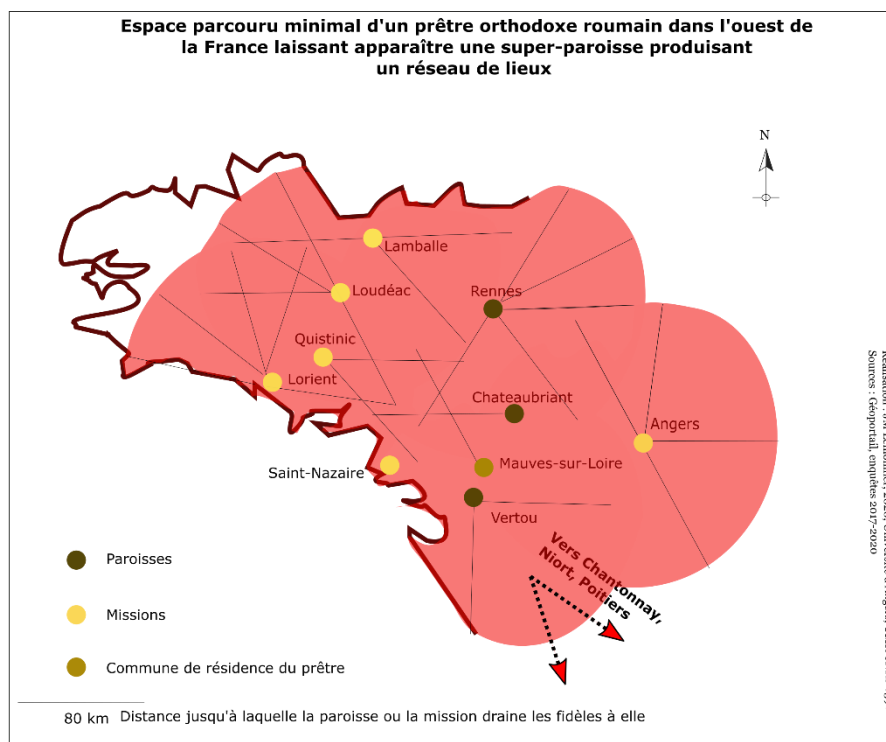 Espace parcouru minimal d'un prêtre orthodoxe roumain dans l'ouest de
la France laissant apparaître une super-paroisse produisant
un réseau de lieux
N
Lamballe
Loudéac
Rennes
Quistinic
Lorient
Chateaubriant
Angers
Saint-Nazaire
Mauves-sur-Loire
Vertou
Vers Chantonnay,
Niort, Poitiers
Paroisses
Missions
Commune de résidence du prêtre
80 km Distance jusqu'à laquelle la paroisse ou la mission draine les fidèles à elle
Sources : Géoportail, enquêtes 2017-2020